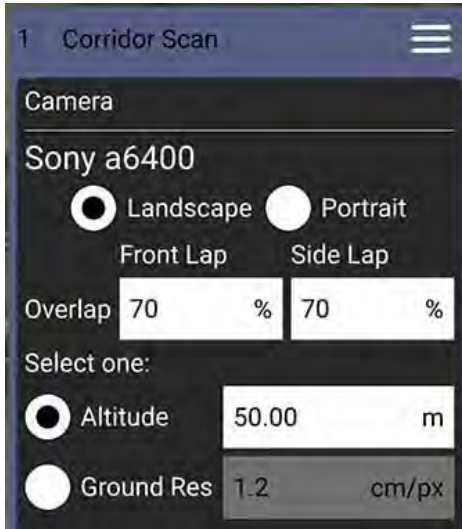 1 Corridor Scan
Camera
Sony a6400
Landscape Portrait
Front Lap Side Lap
Overlap 70 % 70 %
Select one:
Altitude 50.00 m
Ground Res 1.2 cm/px